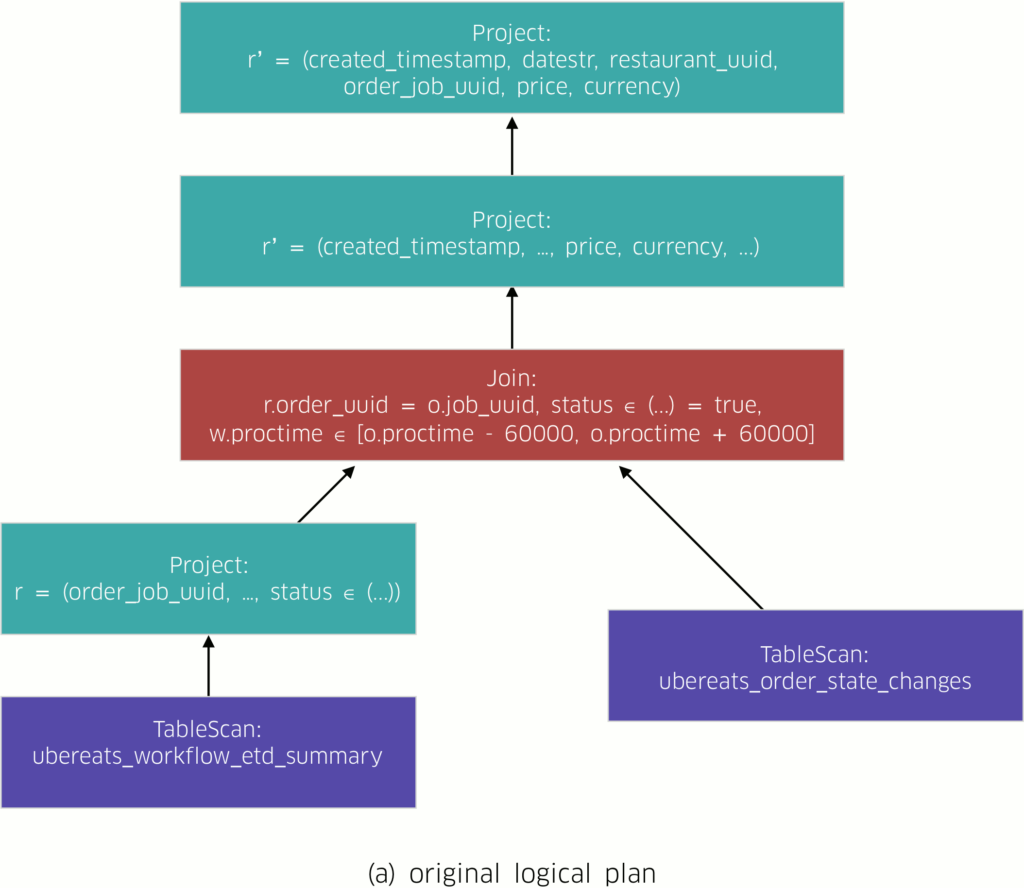 Project:
r’ = (created_timestamp, datestr, restaurant_uuid,
order_job_uuid, price, currency)
Project:
r’ = (created_timestamp, ..., price, currency, ...)
Join:
r.order_uuid = o.job_uuid, status ∈ (...) = true,
w.proctime ∈ [o.proctime - 60000, o.proctime + 60000]
Project:
r = (order_job_uuid, ..., status ∈ (...))
TableScan:
ubereats_order_state_changes
TableScan:
ubereats_workflow_etd_summary
(a) original logical plan